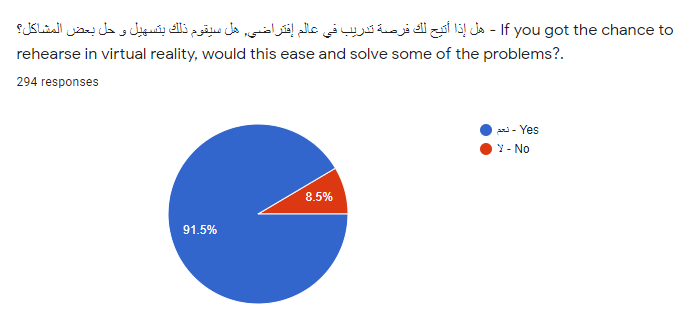 هل إذا أتيح لك فرصة تدريب في عالم إفتراضي, هل سيقوم ذلك بتسهيل و حل بعض المشاكل؟ - If you got the chance to
rehearse in virtual reality, would this ease and solve some of the problems?.
294 responses
نعم - Yes
لا - No
8.5%
91.5%